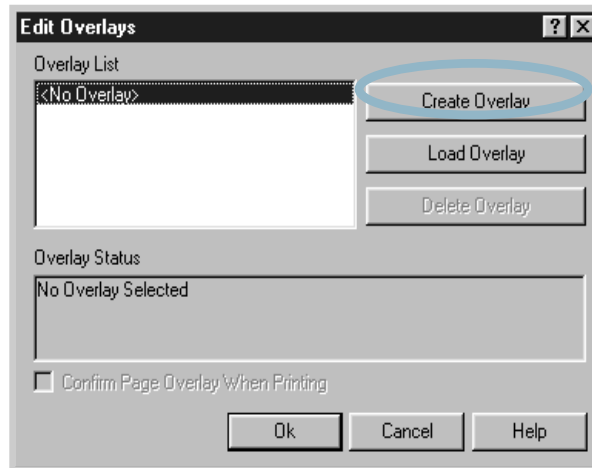 Edit Overlays
Overlay List
<No Overlay>
Create Overlay
Load Overlay
Delete Overlay
Overlay Status
No Overlay Selected
Confirm Page Overlay When Printing
Ok Cancel Help